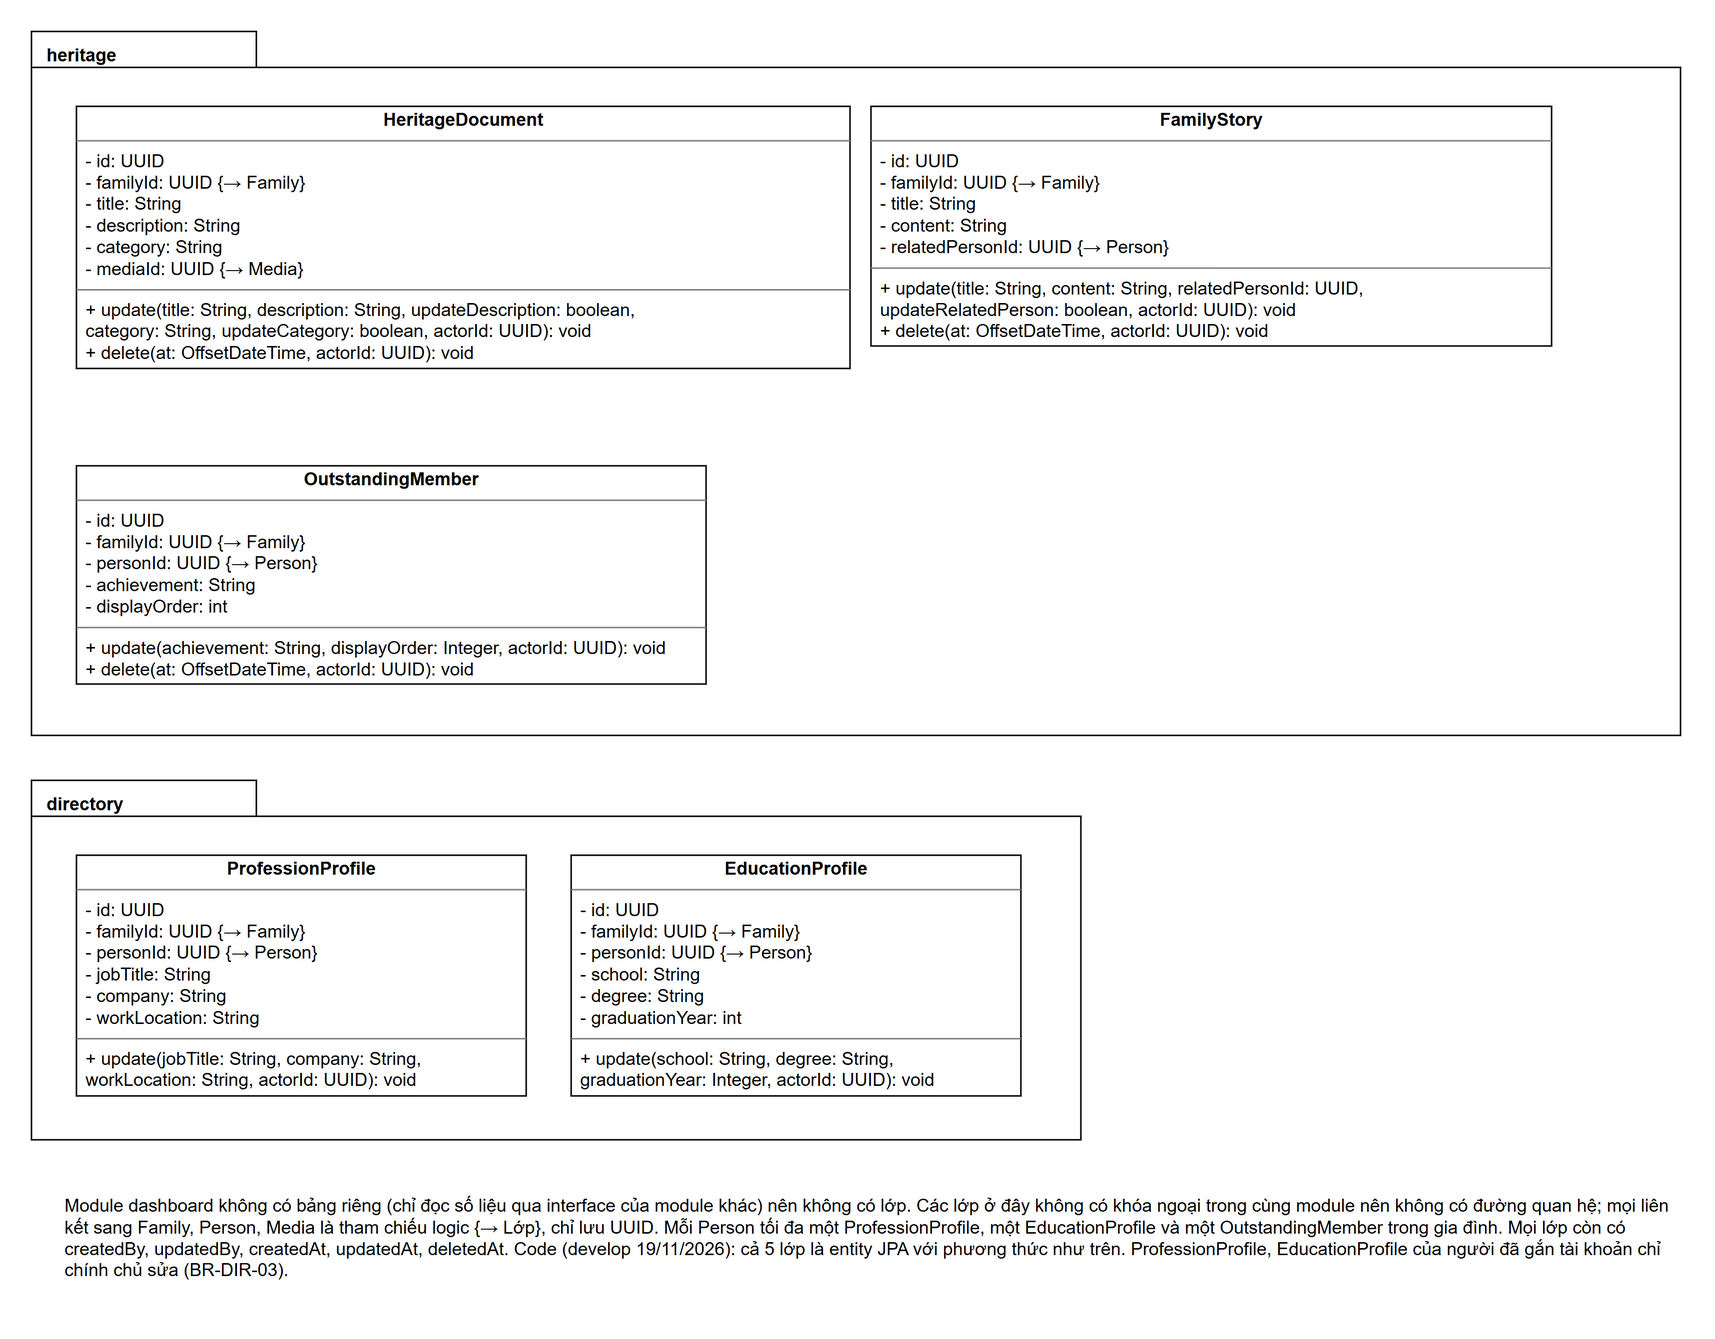 heritage
HeritageDocument
- id: UUID
- familyId: UUID {→ Family}
- title: String
- description: String
- category: String
- mediaId: UUID {→ Media}
+ update(title: String, description: String, updateDescription: boolean,
category: String, updateCategory: boolean, actorId: UUID): void
+ delete(at: OffsetDateTime, actorId: UUID): void
FamilyStory
- id: UUID
- familyId: UUID {→ Family}
- title: String
- content: String
- relatedPersonId: UUID {→ Person}
+ update(title: String, content: String, relatedPersonId: UUID,
updateRelatedPerson: boolean, actorId: UUID): void
+ delete(at: OffsetDateTime, actorId: UUID): void
OutstandingMember
- id: UUID
- familyId: UUID {→ Family}
- personId: UUID {→ Person}
- achievement: String
- displayOrder: int
+ update(achievement: String, displayOrder: Integer, actorId: UUID): void
+ delete(at: OffsetDateTime, actorId: UUID): void
directory
ProfessionProfile
- id: UUID
- familyId: UUID {→ Family}
- personId: UUID {→ Person}
- jobTitle: String
- company: String
- workLocation: String
+ update(jobTitle: String, company: String,
workLocation: String, actorId: UUID): void
EducationProfile
- id: UUID
- familyId: UUID {→ Family}
- personId: UUID {→ Person}
- school: String
- degree: String
- graduationYear: int
+ update(school: String, degree: String,
graduationYear: Integer, actorId: UUID): void
Module dashboard không có bảng riêng (chỉ đọc số liệu qua interface của module khác) nên không có lớp. Các lớp ở đây không có khóa ngoại trong cùng module nên không có đường quan hệ; mọi liên
kết sang Family, Person, Media là tham chiếu logic {→ Lớp}, chỉ lưu UUID. Mỗi Person tối đa một ProfessionProfile, một EducationProfile và một OutstandingMember trong gia đình. Mọi lớp còn có
createdBy, updatedBy, createdAt, updatedAt, deletedAt. Code (develop 19/11/2026): cả 5 lớp là entity JPA với phương thức như trên. ProfessionProfile, EducationProfile của người đã gắn tài khoản chỉ
chính chủ sửa (BR-DIR-03).